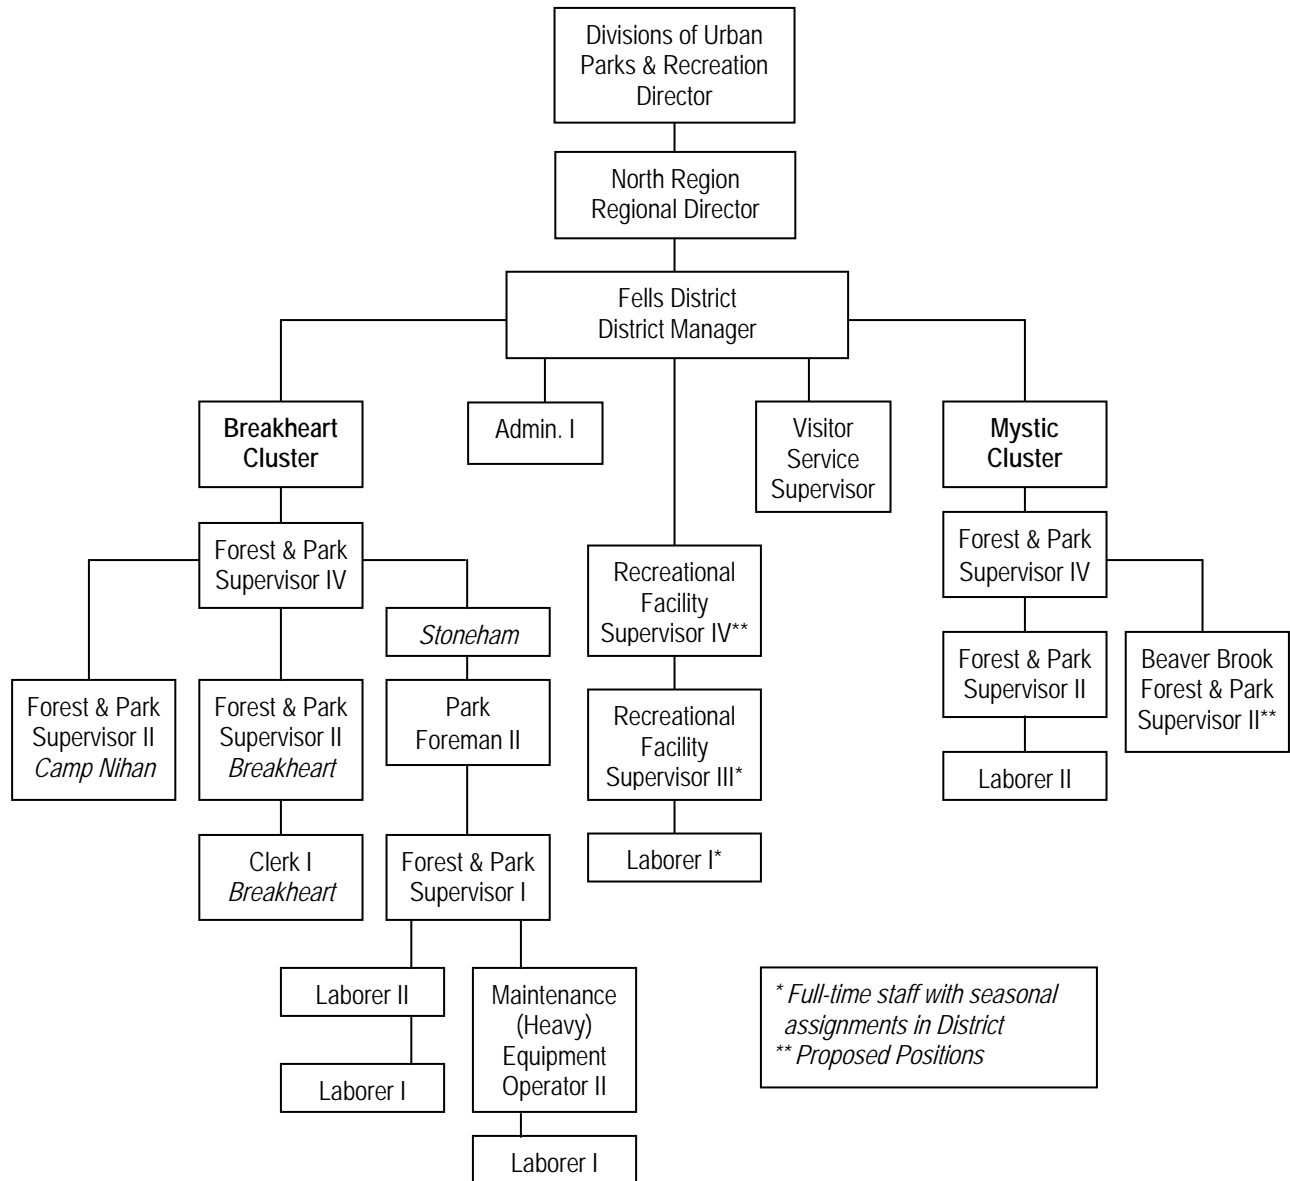 Divisions of Urban
Parks & Recreation
Director
North Region
Regional Director
Fells District
District Manager
Breakheart
Cluster
Admin. I
Visitor
Service
Supervisor
Mystic
Cluster
Forest & Park
Supervisor IV
Stoneham
Recreational
Facility
Supervisor IV**
Forest & Park
Supervisor IV
Forest & Park
Supervisor II
Camp Nihan
Forest & Park
Supervisor II
Breakheart
Park
Foreman II
Recreational
Facility
Supervisor III*
Forest & Park
Supervisor II
Beaver Brook
Forest & Park
Supervisor II**
Clerk I
Breakheart
Forest & Park
Supervisor I
Laborer I*
Laborer II
Laborer II
Maintenance
(Heavy)
Equipment
Operator II
Laborer I
Laborer I
* Full-time staff with seasonal
assignments in District
** Proposed Positions